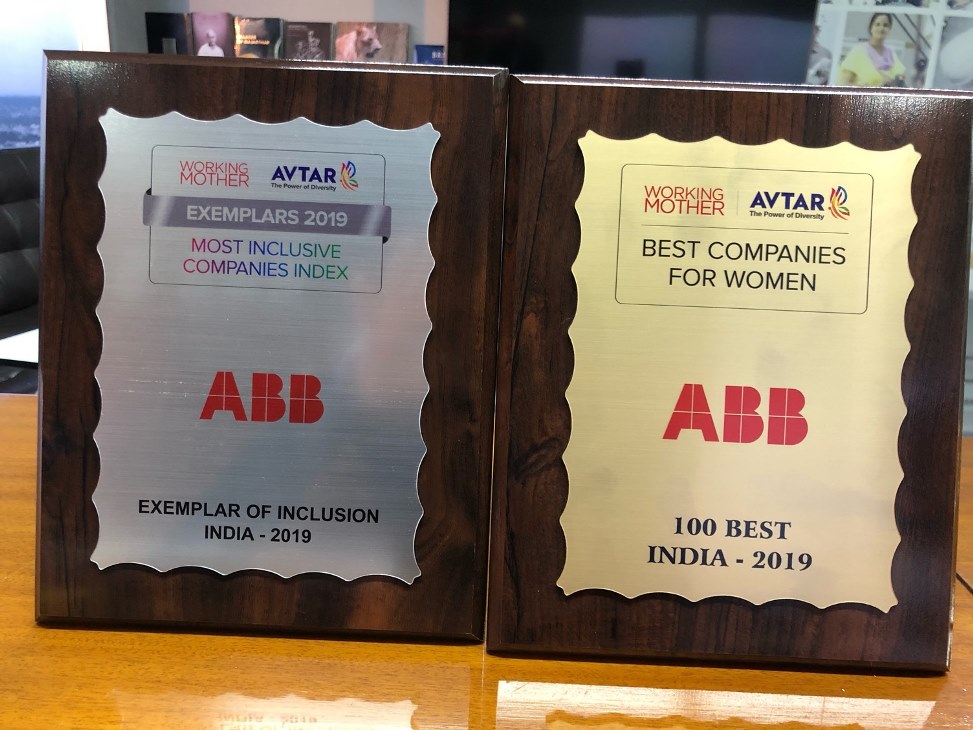 WORKING
MOTHER
AVTAR
The Power of Diversity
EXEMPLARS 2019
MOST INCLUSIVE
COMPANIES INDEX
ABB
EXEMPLAR OF INCLUSION
INDIA - 2019
WORKING
MOTHER
AVTAR
The Power of Diversity
BEST COMPANIES
FOR WOMEN
ABB
100 BEST
INDIA - 2019